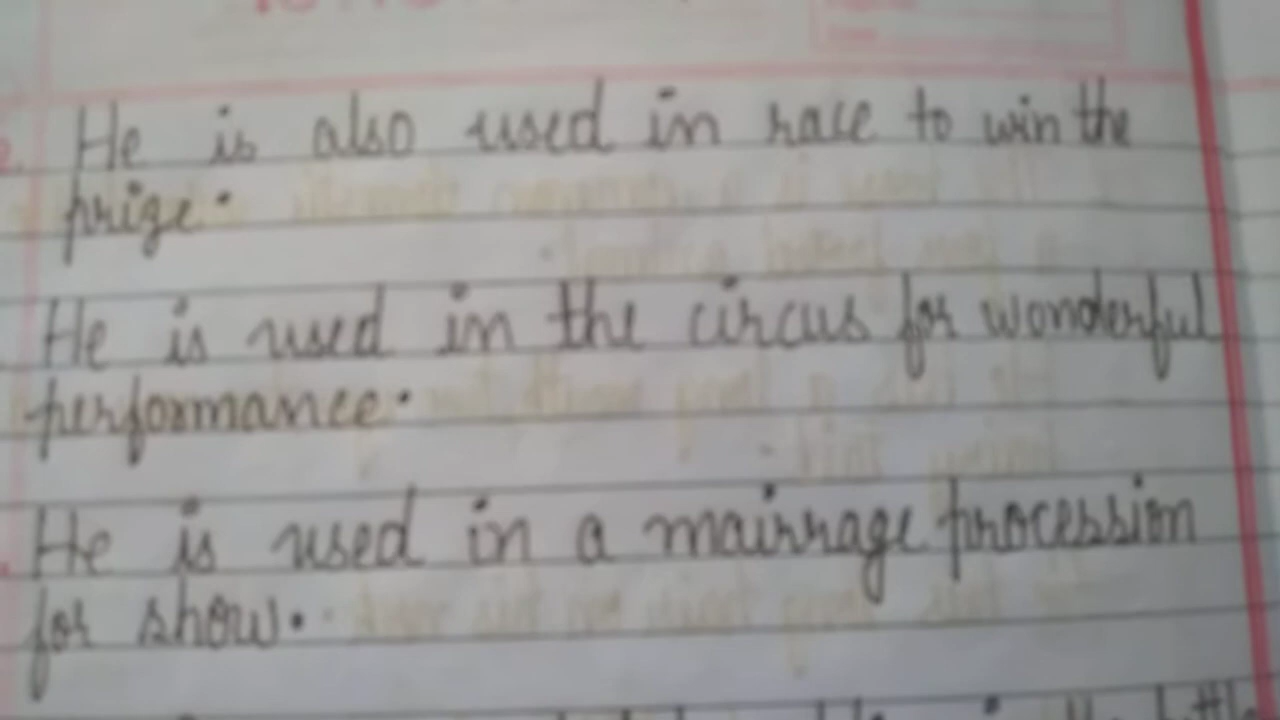 He is also used in race to win the
prize.
He is used in the circus for wonderful
performance.
He is used in a mairrage procession
for show.